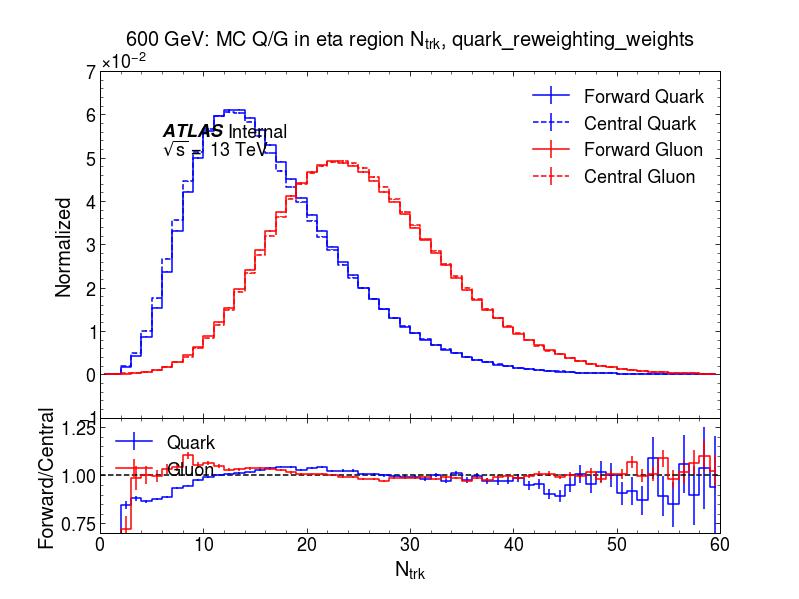 600 GeV: MC Q/G in eta region Ntrk, quark_reweighting_weights
×10−2
7
6
5
4
3
2
1
0
−1
Normalized
ATLAS Internal
√s = 13 TeV
Forward Quark
Central Quark
Forward Gluon
Central Gluon
1.25
1.00
0.75
Forward/Central
Quark
Gluon
0 10 20 30 40 50 60
Ntrk